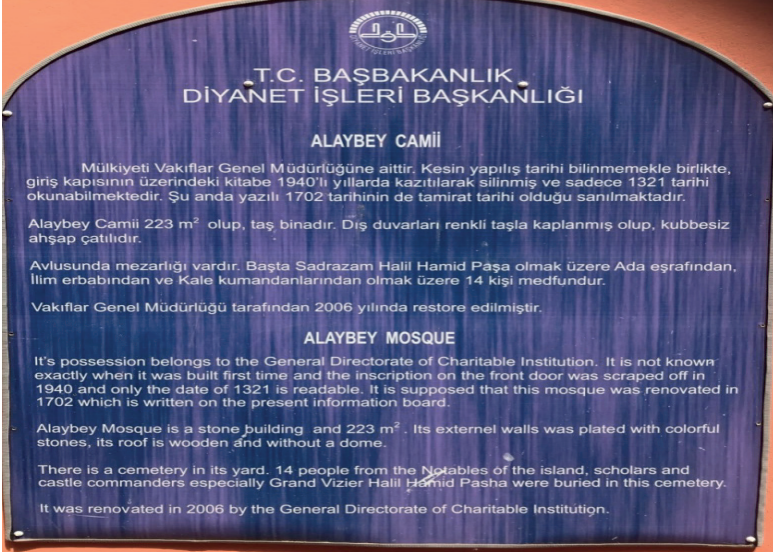 DİYANET İŞLERİ BAŞKANLIĞI
T.C. BAŞBAKANLIK
DİYANET İŞLERİ BAŞKANLIĞI
ALAYBEY CAMİİ
Mülkiyeti Vakıflar Genel Müdürlüğüne aittir. Kesin yapılış tarihi bilinmemekle birlikte,
giriş kapısının üzerindeki kitabe 1940'lı yıllarda kazıtılarak silinmiş ve sadece 1321 tarihi
okunabilmektedir. Şu anda yazılı 1702 tarihinin de tamirat tarihi olduğu sanılmaktadır.
Alaybey Camii 223 m² olup, taş binadır. Dış duvarları renkli taşla kaplanmış olup, kubbesiz
ahşap çatılıdır.
Avlusunda mezarlığı vardır. Başta Sadrazam Halil Hamid Paşa olmak üzere Ada eşrafından,
İlim erbabından ve Kale kumandanlarından olmak üzere 14 kişi medfundur.
Vakıflar Genel Müdürlüğü tarafından 2006 yılında restore edilmiştir.
ALAYBEY MOSQUE
It's possession belongs to the General Directorate of Charitable Institution. It is not known
exactly when it was built first time and the inscription on the front door was scraped off in
1940 and only the date of 1321 is readable. It is supposed that this mosque was renovated in
1702 which is written on the present information board.
Alaybey Mosque is a stone building and 223 m². Its externel walls was plated with colorful
stones, its roof is wooden and without a dome.
There is a cemetery in its yard. 14 people from the Notables of the island, scholars and
castle commanders especially Grand Vizier Halil Hamid Pasha were buried in this cemetery.
It was renovated in 2006 by the General Directorate of Charitable Institution.